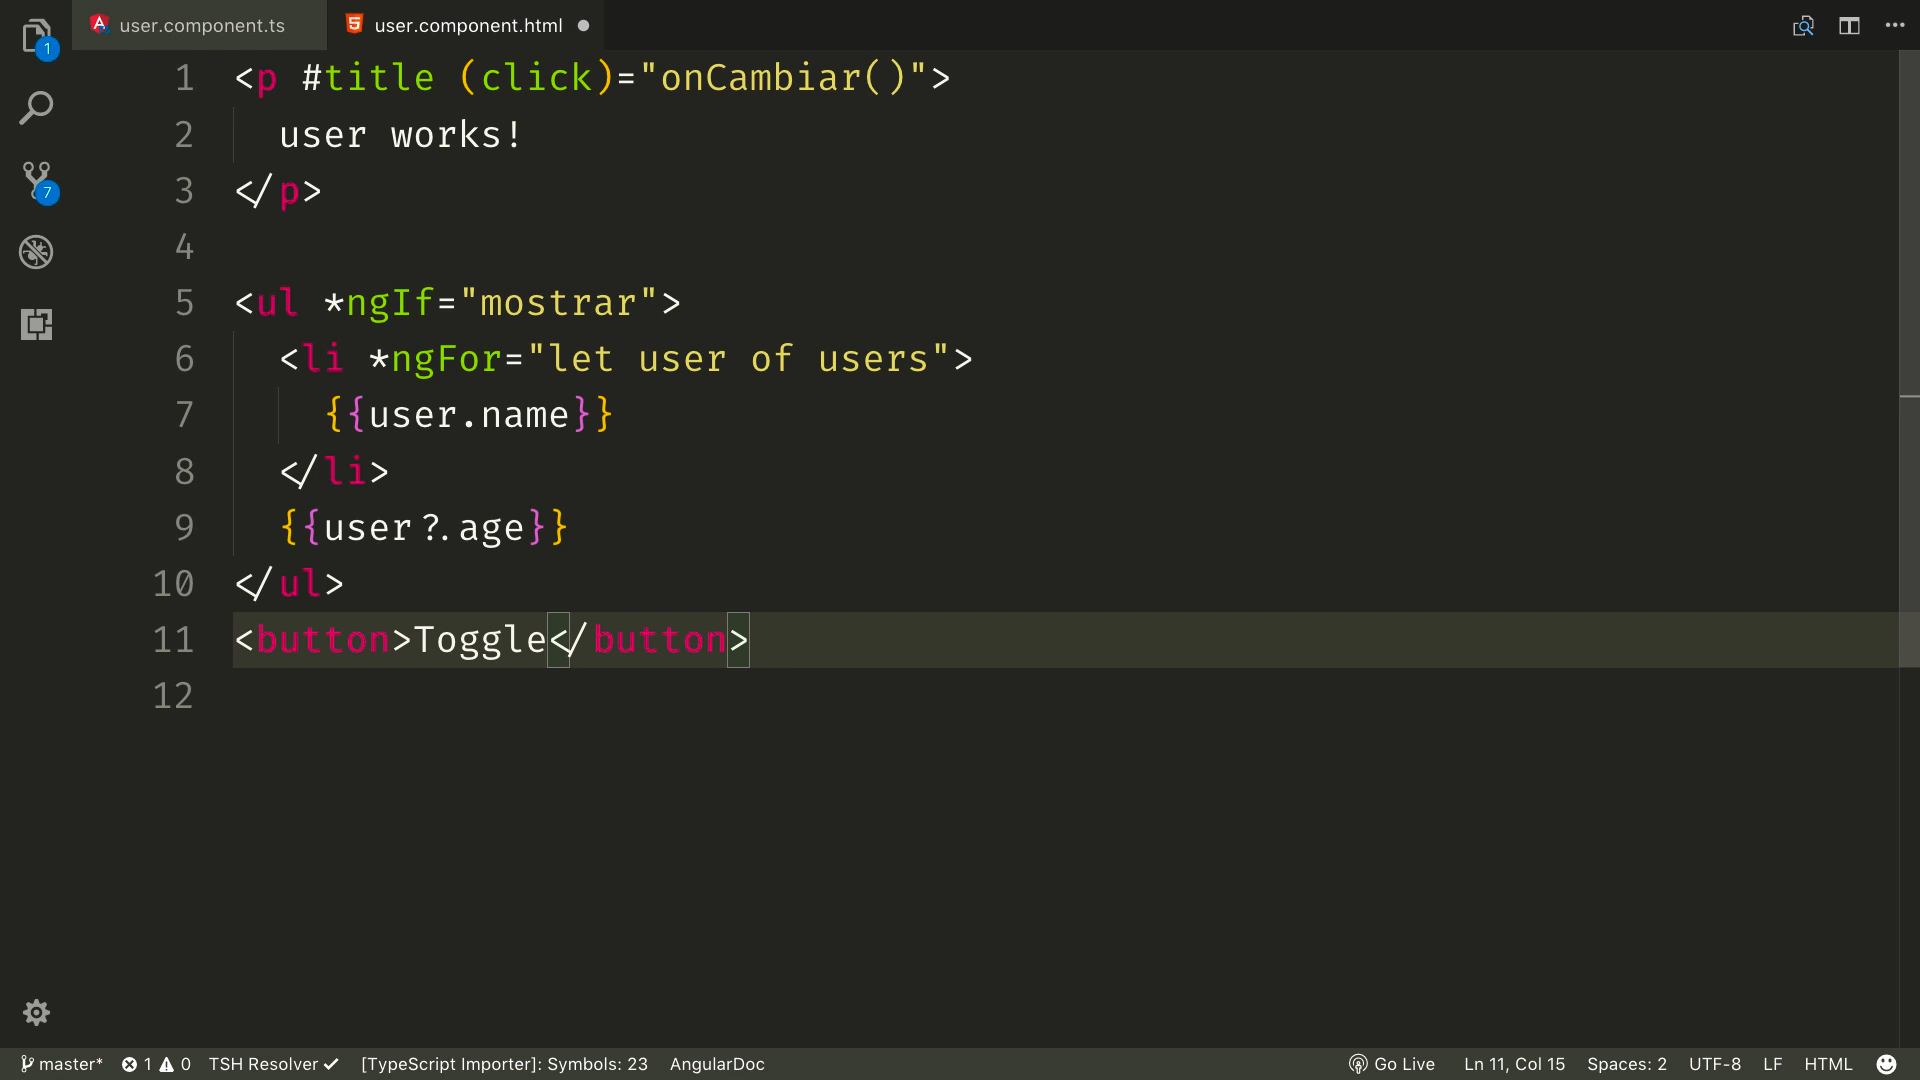 user.component.ts
user.component.html
1 <p #title (click)="onCambiar()">
2 user works!
3 </p>
4
5 <ul *ngIf="mostrar">
6 <li *ngFor="let user of users">
7 {{user.name}}
8 </li>
9 {{user?.age}}
10 </ul>
11 <button>Toggle</button>
12
1
7
master* 1 0 TSH Resolver [TypeScript Importer]: Symbols: 23 AngularDoc Go Live Ln 11, Col 15 Spaces: 2 UTF-8 LF HTML